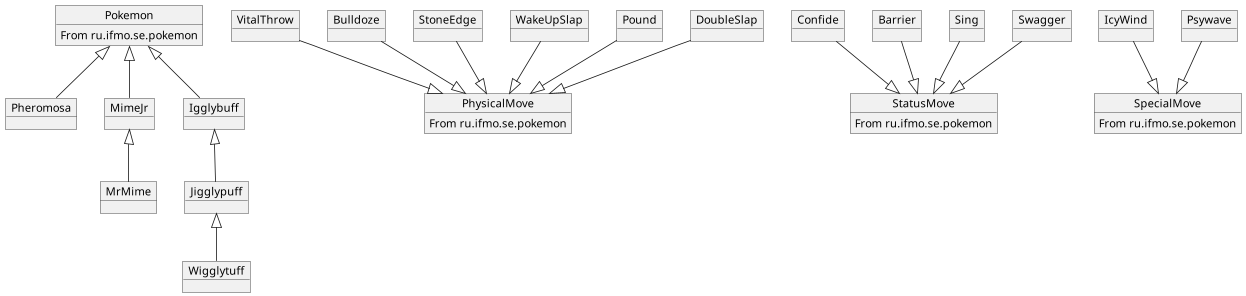 Pokemon
From ru.ifmo.se.pokemon
VitalThrow
Bulldoze
StoneEdge
WakeUpSlap
Pound
DoubleSlap
Confide
Barrier
Sing
Swagger
IcyWind
Psywave
Pheromosa
MimeJr
Igglybuff
PhysicalMove
From ru.ifmo.se.pokemon
StatusMove
From ru.ifmo.se.pokemon
SpecialMove
From ru.ifmo.se.pokemon
MrMime
Jigglypuff
Wigglytuff